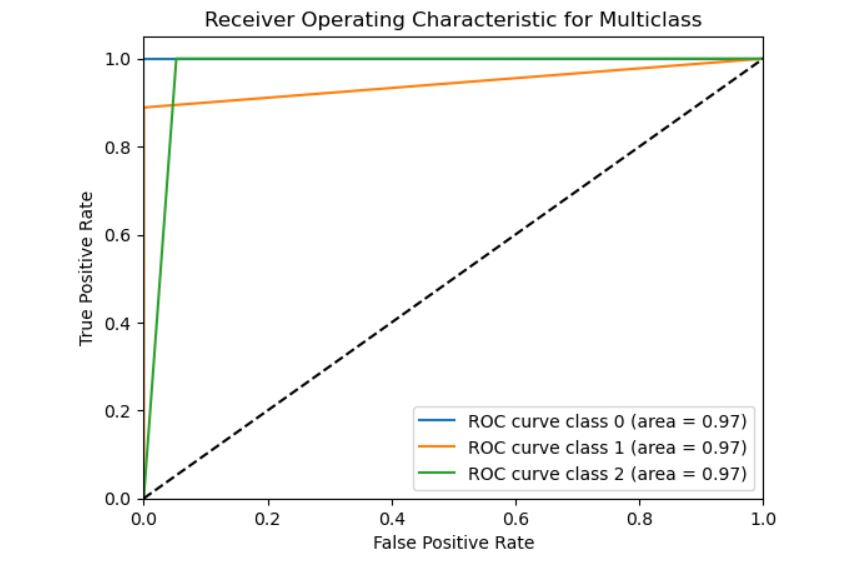 Receiver Operating Characteristic for Multiclass
1.0
0.8
0.6
0.4
0.2
0.0
True Positive Rate
ROC curve class 0 (area = 0.97)
ROC curve class 1 (area = 0.97)
ROC curve class 2 (area = 0.97)
0.0 0.2 0.4 0.6 0.8 1.0
False Positive Rate